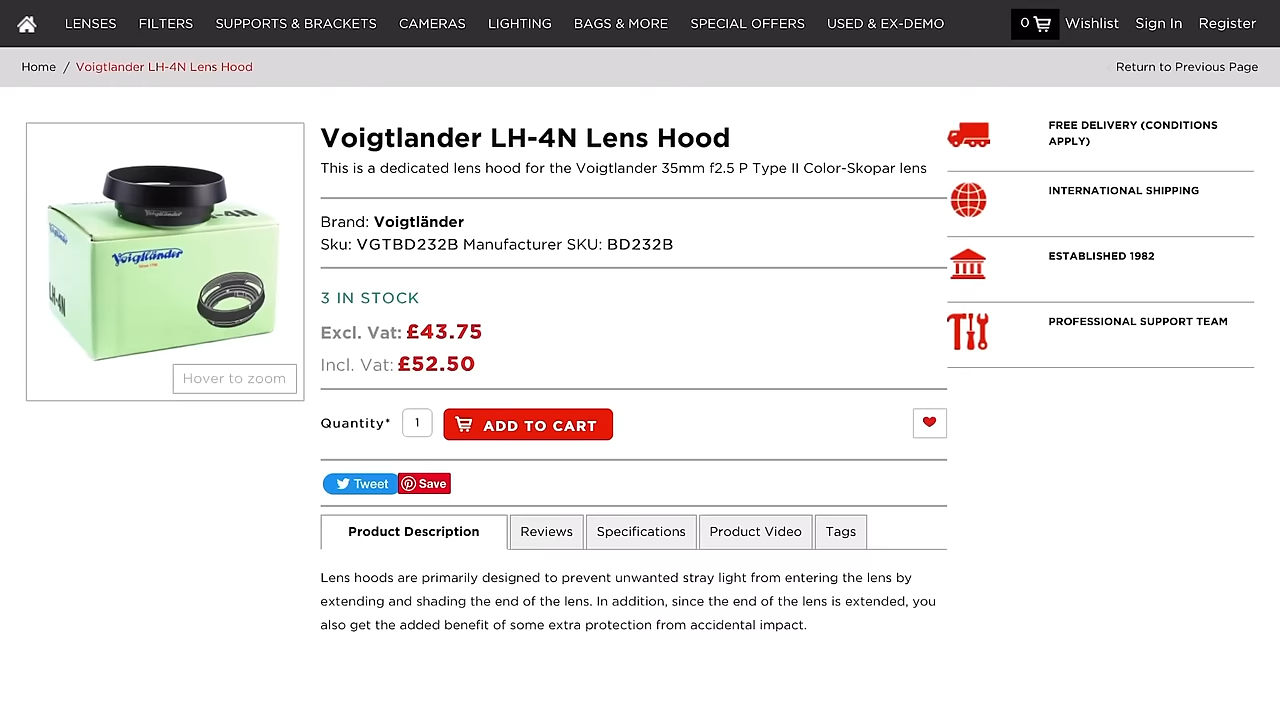 LENSES FILTERS SUPPORTS & BRACKETS CAMERAS LIGHTING BAGS & MORE SPECIAL OFFERS USED & EX-DEMO 0 Wishlist Sign In Register
Home / Voigtlander LH-4N Lens Hood Return to Previous Page
Voigtländer
LH-4N
Hover to zoom
Voigtlander LH-4N Lens Hood
This is a dedicated lens hood for the Voigtlander 35mm f2.5 P Type II Color-Skopar lens
Brand: Voigtländer
Sku: VGTBD232B Manufacturer SKU: BD232B
3 IN STOCK
Excl. Vat: £43.75
Incl. Vat: £52.50
Quantity* 1 ADD TO CART
Tweet Save
Product Description Reviews Specifications Product Video Tags
Lens hoods are primarily designed to prevent unwanted stray light from entering the lens by
extending and shading the end of the lens. In addition, since the end of the lens is extended, you
also get the added benefit of some extra protection from accidental impact.
FREE DELIVERY (CONDITIONS
APPLY)
INTERNATIONAL SHIPPING
ESTABLISHED 1982
PROFESSIONAL SUPPORT TEAM